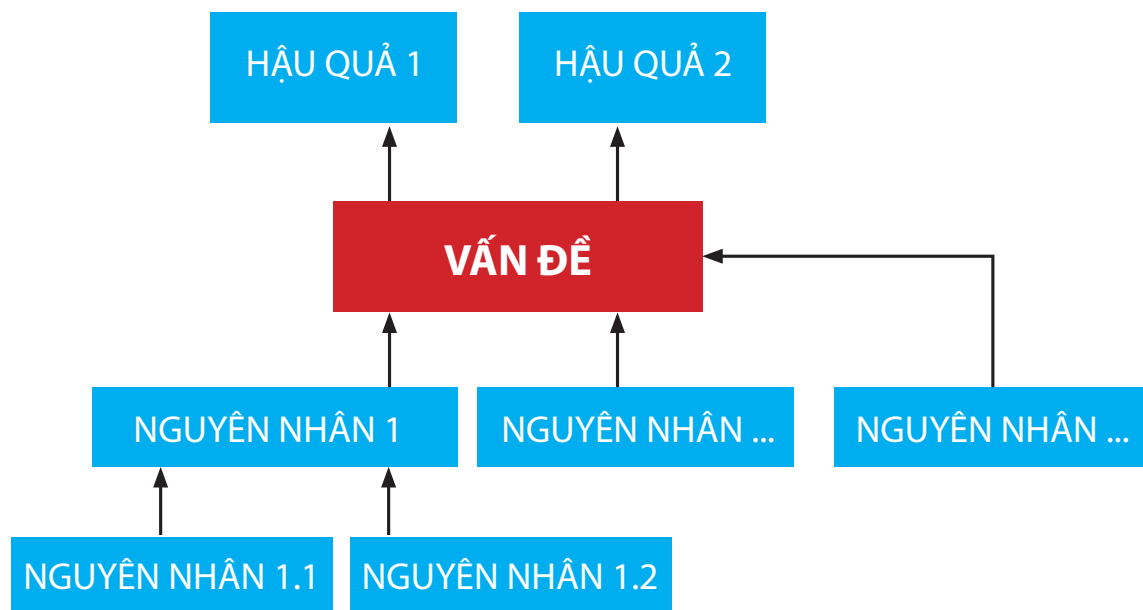 HẬU QUẢ 1
HẬU QUẢ 2
VẤN ĐỀ
NGUYÊN NHÂN 1
NGUYÊN NHÂN ...
NGUYÊN NHÂN ...
NGUYÊN NHÂN 1.1
NGUYÊN NHÂN 1.2